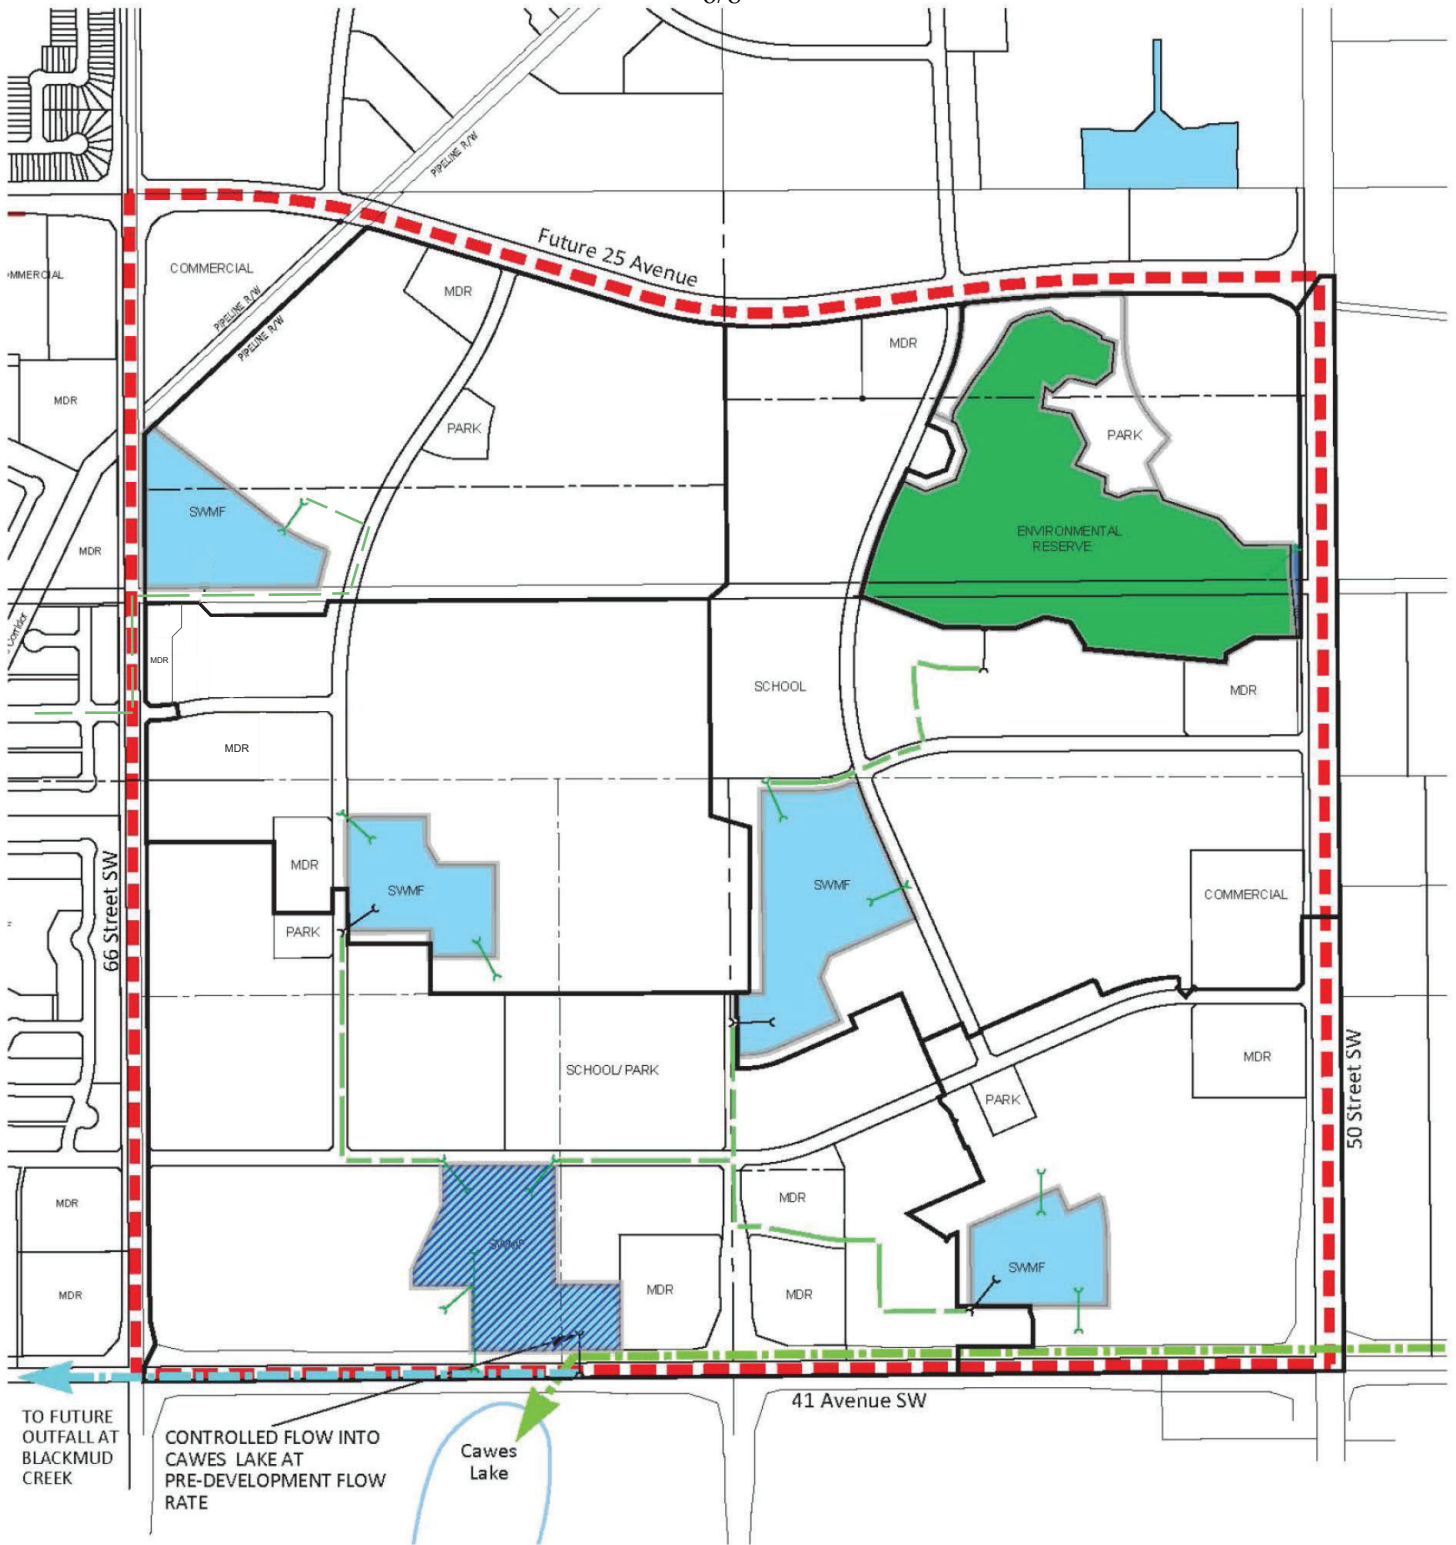 PIPELINE R/W
Future 25 Avenue
COMMERCIAL
MDR
PIPELINE R/W
PIPELINE R/W
MDR
MDR
PARK
PARK
SWMF
ENVIRONMENTAL
RESERVE
MDR
Corridor
MDR
SCHOOL
MDR
MDR
MDR
SWMF
SWMF
COMMERCIAL
66 Street SW
PARK
SCHOOL/PARK
MDR
PARK
50 Street SW
MDR
MDR
SWMF
SWMF
MDR
MDR
MDR
41 Avenue SW
TO FUTURE
OUTFALL AT
BLACKMUD
CREEK
CONTROLLED FLOW INTO
CAWES LAKE AT
PRE-DEVELOPMENT FLOW
RATE
Cawes
Lake